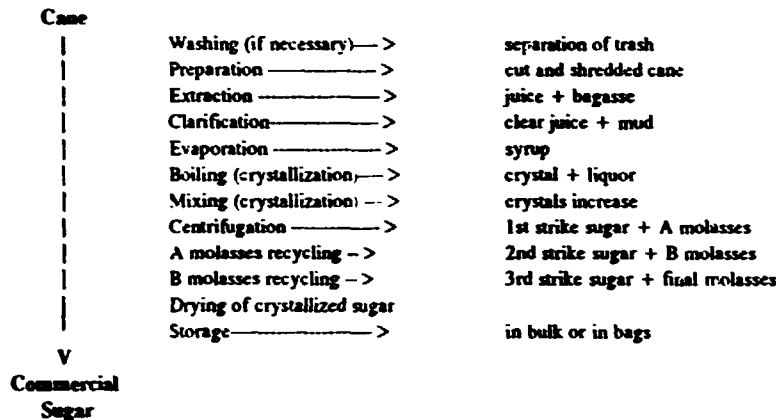 Cane
Washing (if necessary)—> separation of trash
Preparation ————> cut and shredded cane
Extraction ————> juice + bagasse
Clarification————> clear juice + mud
Evaporation ————> syrup
Boiling (crystallization)—> crystal + liquor
Mixing (crystallization) --> crystals increase
Centrifugation ————> 1st strike sugar + A molasses
A molasses recycling –> 2nd strike sugar + B molasses
B molasses recycling –> 3rd strike sugar + final molasses
Drying of crystallized sugar
Storage————> in bulk or in bags
V
Commercial
Sugar